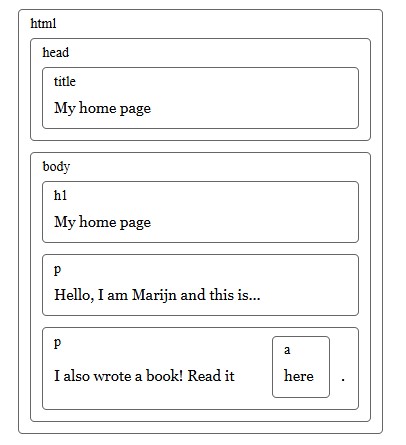 html
head
title
My home page
body
h1
My home page
p
Hello, I am Marijn and this is...
p
a
I also wrote a book! Read it here .